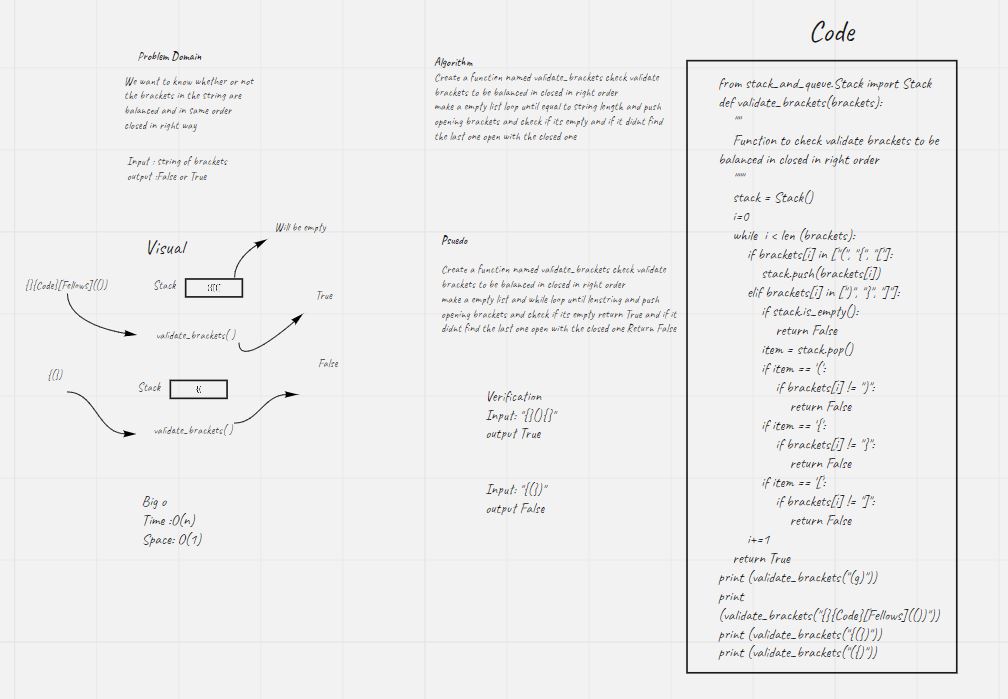 Problem Domain
We want to know whether or not
the brackets in the string are
balanced and in same order
closed in right way
Input : string of brackets
output :False or True
Visual
Will be empty
{}{Code}[Fellows](())
Stack
True
validate_brackets( )
False
{(})
Stack
{(
validate_brackets( )
Big o
Time :O(n)
Space: O(1)
Algorithm
Create a function named validate_brackets check validate
brackets to be balanced in closed in right order
make a empty list loop until equal to string length and push
opening brackets and check if its empty and if it didnt find
the last one open with the closed one
Psuedo
Create a function named validate_brackets check validate
brackets to be balanced in closed in right order
make a empty list and while loop until lenstring and push
opening brackets and check if its empty return True and if it
didnt find the last one open with the closed one Return False
Verification
Input: "{}(){}"
output True
Input: "{(})"
output False
Code
from stack_and_queue.Stack import Stack
def validate_brackets(brackets):
"""
Function to check validate brackets to be
balanced in closed in right order
"""
stack = Stack()
i=0
while i < len (brackets):
if brackets[i] in ["(", "{", "["]:
stack.push(brackets[i])
elif brackets[i] in [")", "}", "]"]:
if stack.is_empty():
return False
item = stack.pop()
if item == '(':
if brackets[i] != ")":
return False
if item == '{':
if brackets[i] != "}":
return False
if item == '[':
if brackets[i] != "]":
return False
i+=1
return True
print (validate_brackets("(g)"))
print
(validate_brackets("{}{Code}[Fellows](())"))
print (validate_brackets("{(})"))
print (validate_brackets("({)"))